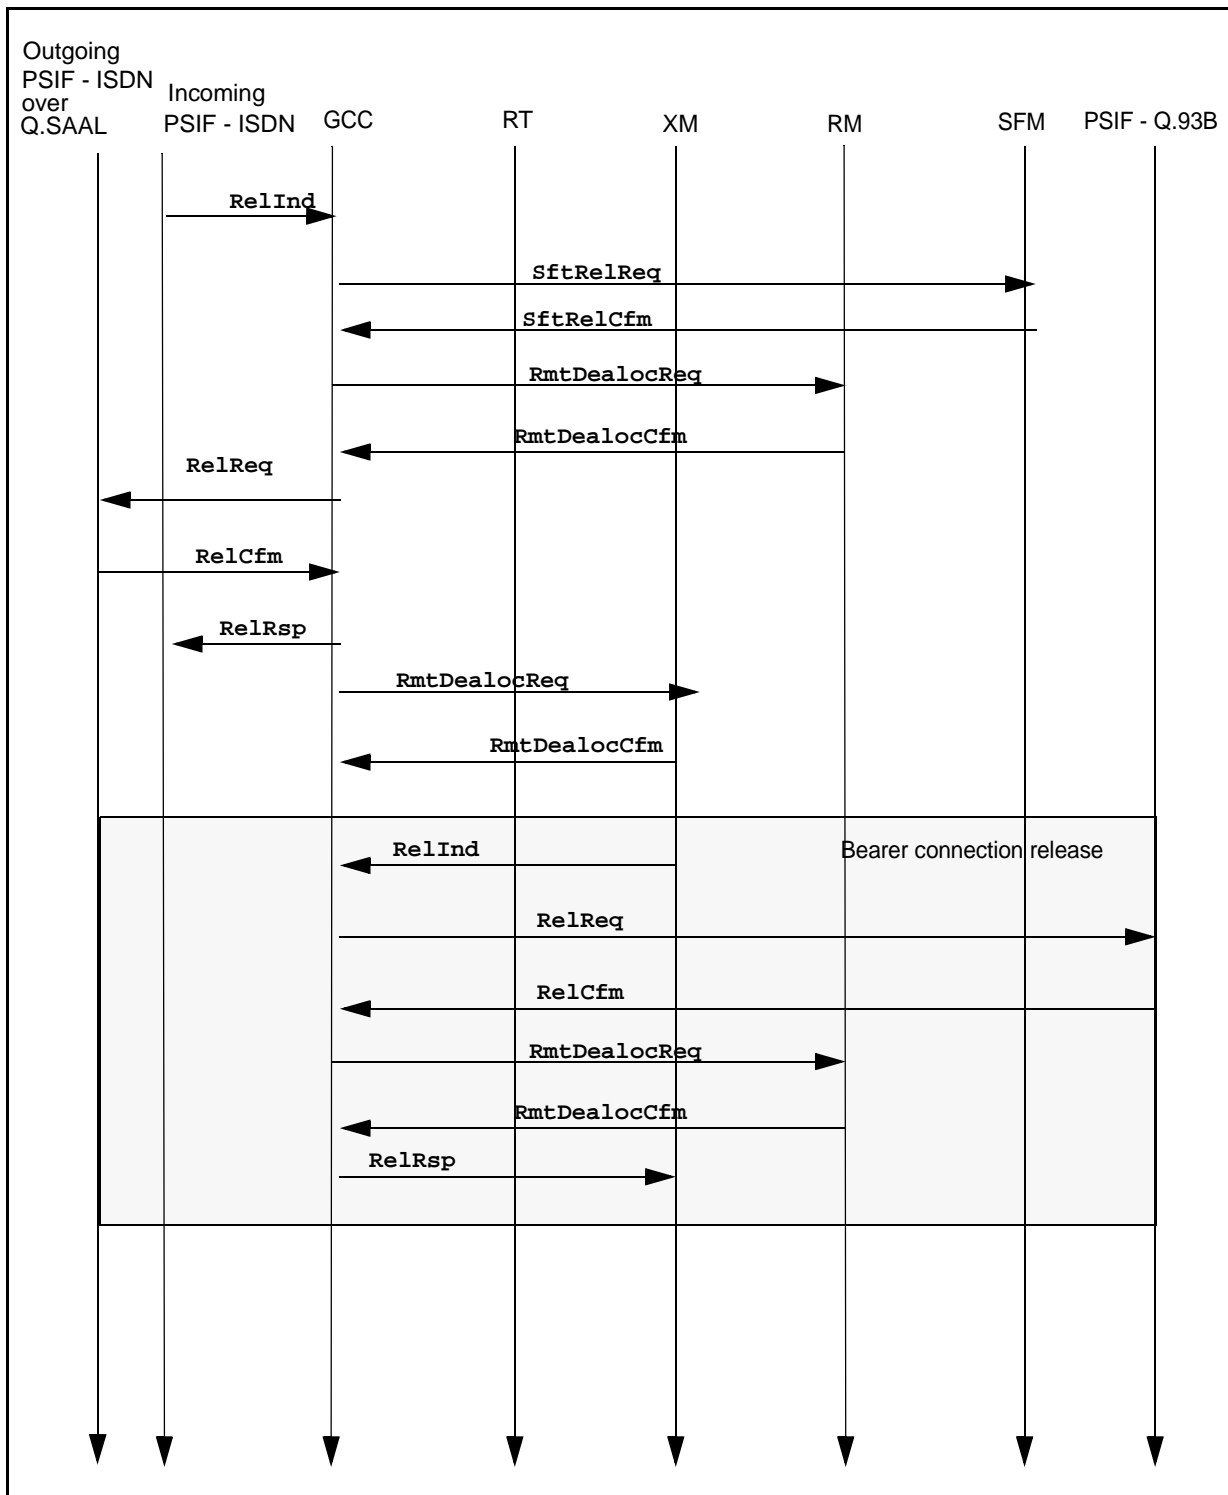 Outgoing
PSIF - ISDN
over
Q.SAAL
Incoming
PSIF - ISDN
GCC
RT
XM
RM
SFM
PSIF - Q.93B
RelInd
SftRelReq
SftRelCfm
RmtDealocReq
RmtDealocCfm
RelReq
RelCfm
RelRsp
RmtDealocReq
RmtDealocCfm
RelInd
Bearer connection release
RelReq
RelCfm
RmtDealocReq
RmtDealocCfm
RelRsp